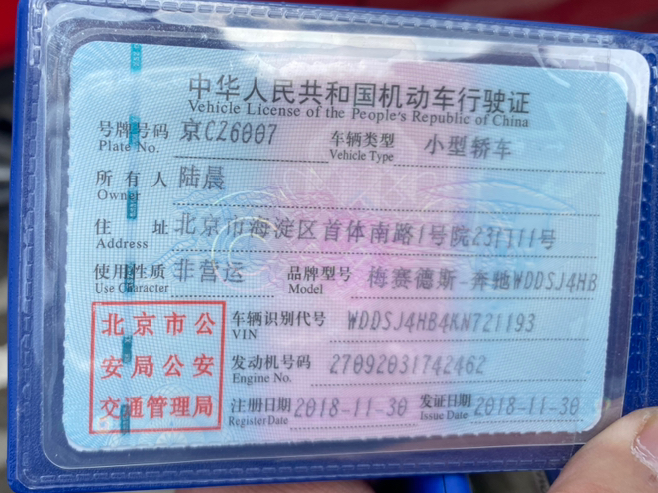 中华人民共和国机动车行驶证
Vehicle License of the People's Republic of China
号牌号码 京CZ6007 车辆类型 小型轿车
Plate No. Vehicle Type
所有人 陆晨
Owner
住址 北京市海淀区首体南路1号院23门111号
Address
使用性质 非营运 品牌型号 梅赛德斯-奔驰WDDSJ4HB
Use Character Model
北京市公
安局公安
交通管理局
车辆识别代号 WDDSJ4HB4KN721193
VIN
发动机号码 27092031742462
Engine No.
注册日期 2018-11-30 发证日期 2018-11-30
Register Date Issue Date